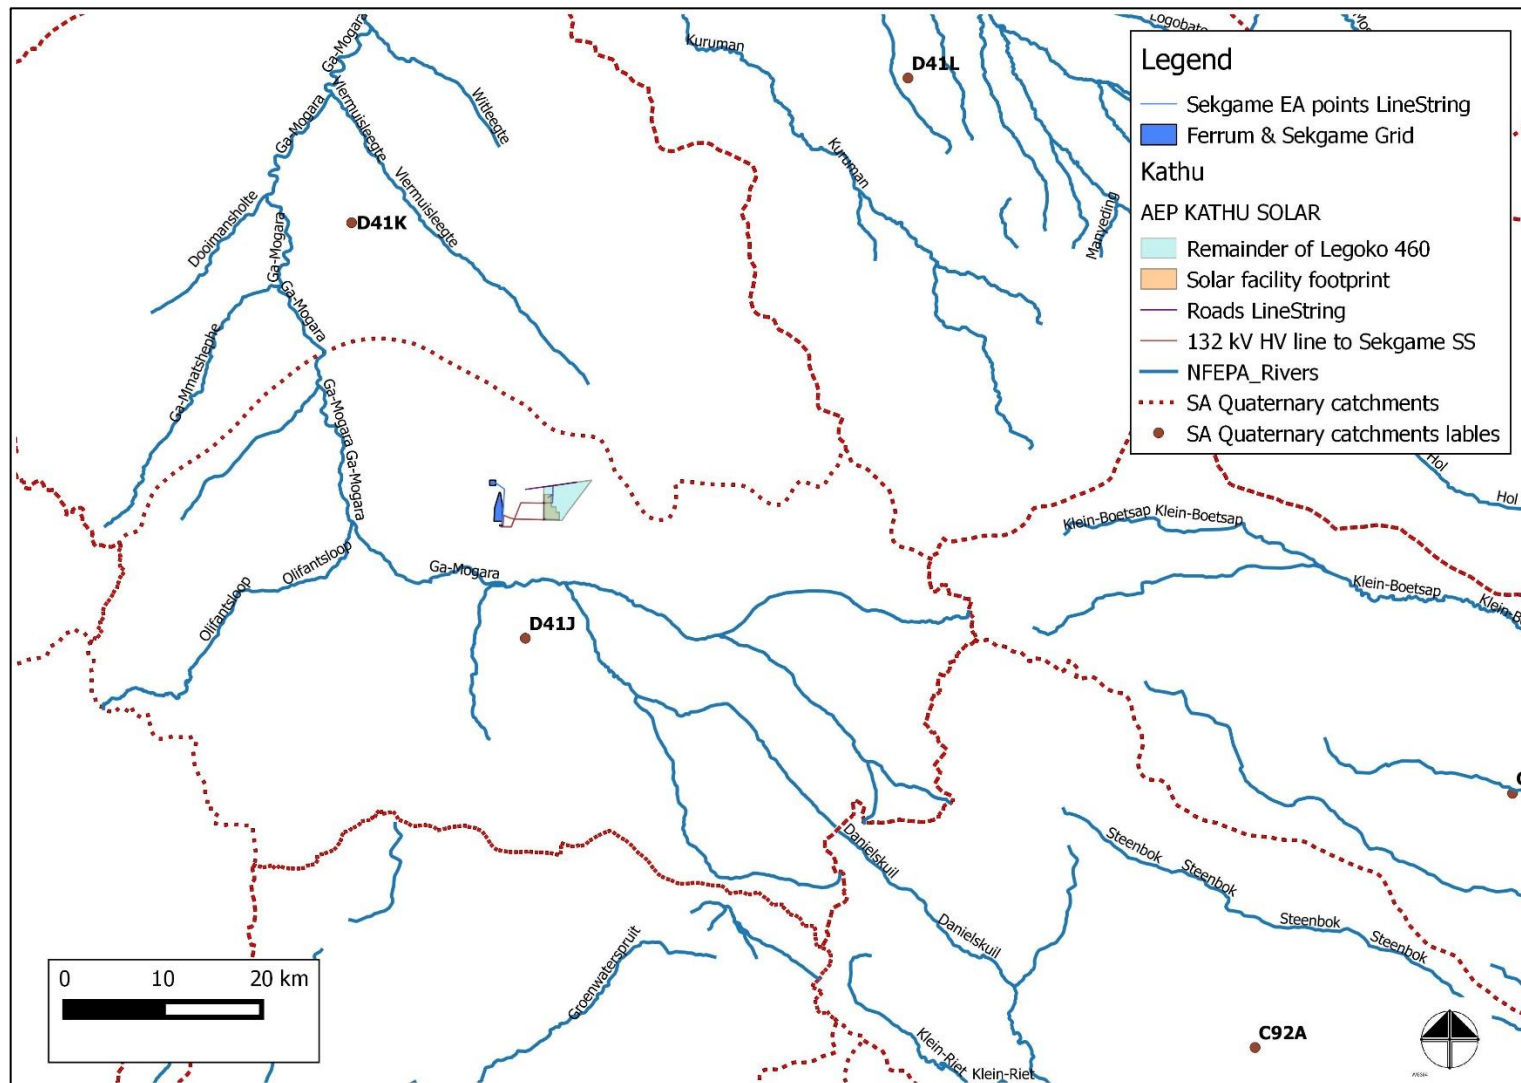 Logobate
Kuruman
D41L
Ga-Mogara
Witleegte
Vlermuisleegte
Ga-Mogara
Kuruman
Vlermuisleegte
Dooimansholte
D41K
Ga-Mogara
Manyeding
Ga-Mogara
Ga-Mmatshephe
Ga-Mogara
Ga-Mogara
Legend
Sekgame EA points LineString
Ferrum & Sekgame Grid
Kathu
AEP KATHU SOLAR
Remainder of Legoko 460
Solar facility footprint
Roads LineString
132 kV HV line to Sekgame SS
NFEPA_Rivers
SA Quaternary catchments
SA Quaternary catchments lables
Hol
Hol
Klein-Boetsap Klein-Boetsap
Olifantsloop
Ga-Mogara
Olifantsloop
Klein-Boetsap
Klein-B
D41J
Danielskuil
Steenbok
Steenbok
Danielskuil
Steenbok
Steenbok
Groenwaterspruit
0 10 20 km
Klein-Riet
Klein-Riet
C92A